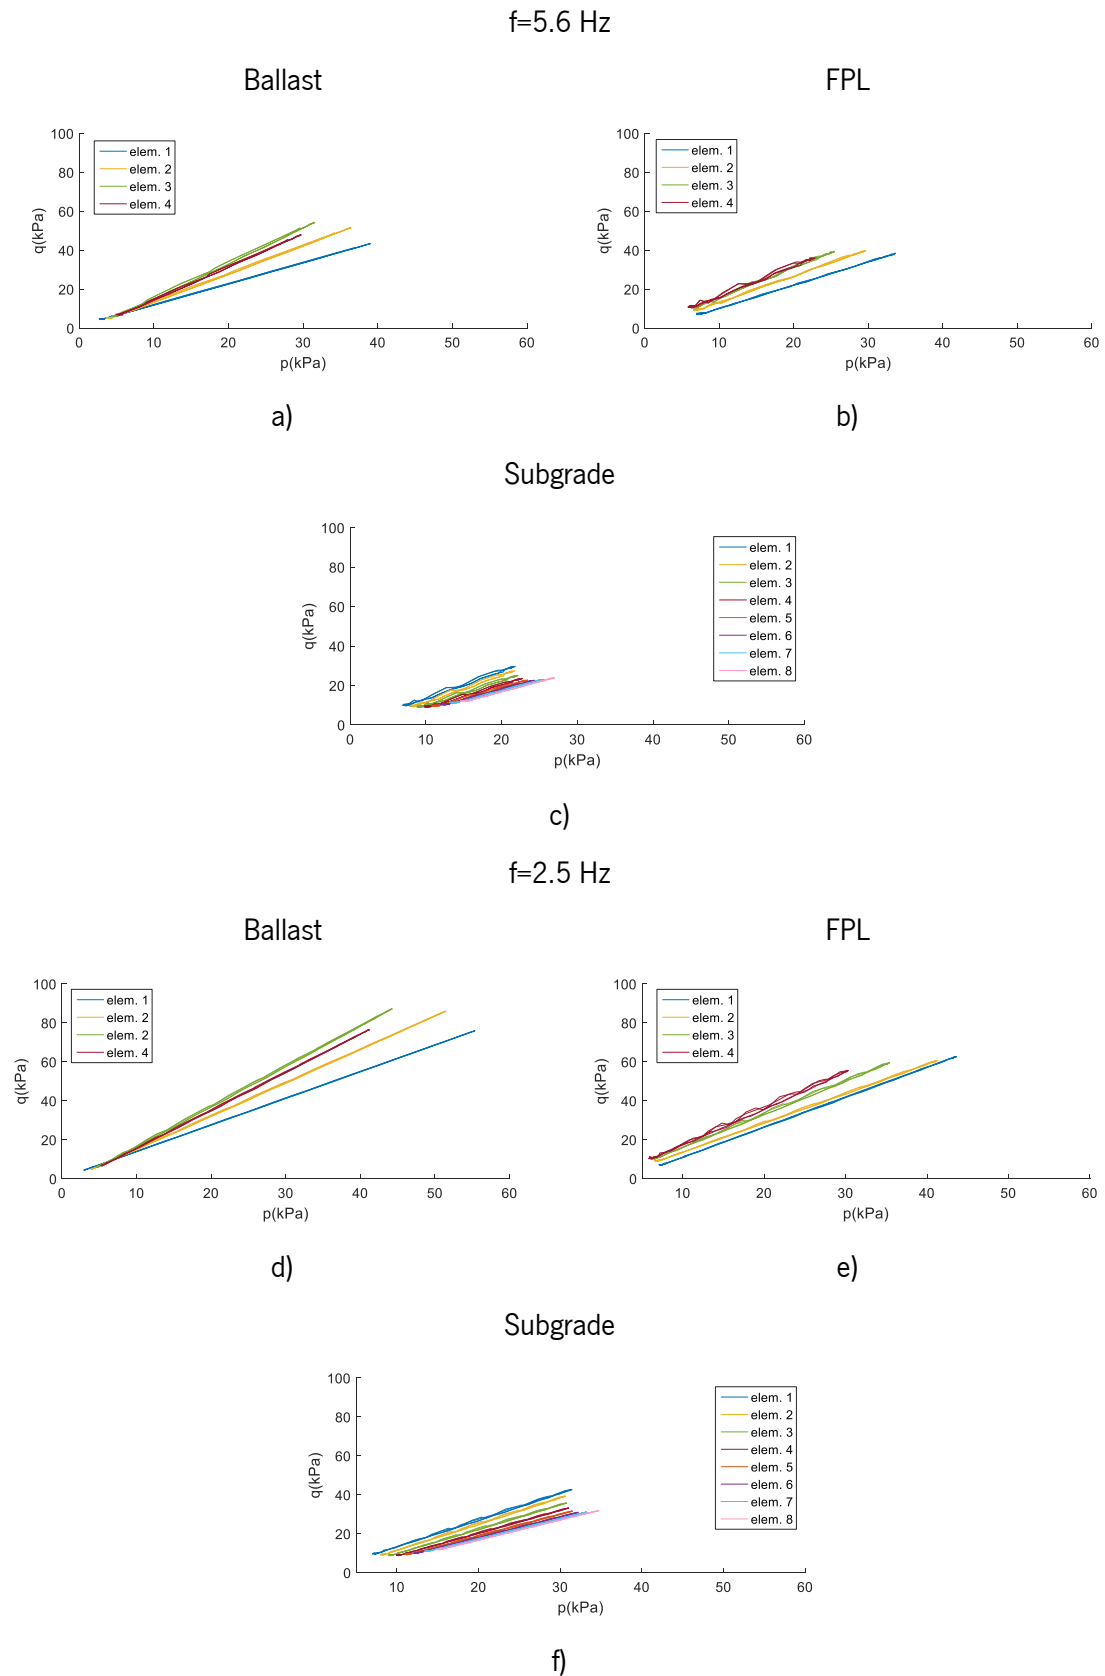 f=5.6 Hz
Ballast
FPL
100
80
60
40
20
0
q(kPa)
elem. 1
elem. 2
elem. 3
elem. 4
0 10 20 30 40 50 60
p(kPa)
100
80
60
40
20
0
q(kPa)
elem. 1
elem. 2
elem. 3
elem. 4
0 10 20 30 40 50 60
p(kPa)
a)
b)
Subgrade
100
80
60
40
20
0
q(kPa)
elem. 1
elem. 2
elem. 3
elem. 4
elem. 5
elem. 6
elem. 7
elem. 8
0 10 20 30 40 50 60
p(kPa)
c)
f=2.5 Hz
Ballast
FPL
100
80
60
40
20
0
q(kPa)
elem. 1
elem. 2
elem. 2
elem. 4
0 10 20 30 40 50 60
p(kPa)
100
80
60
40
20
0
q(kPa)
elem. 1
elem. 2
elem. 3
elem. 4
10 20 30 40 50 60
p(kPa)
d)
e)
Subgrade
100
80
60
40
20
0
q(kPa)
elem. 1
elem. 2
elem. 3
elem. 4
elem. 5
elem. 6
elem. 7
elem. 8
10 20 30 40 50 60
p(kPa)
f)